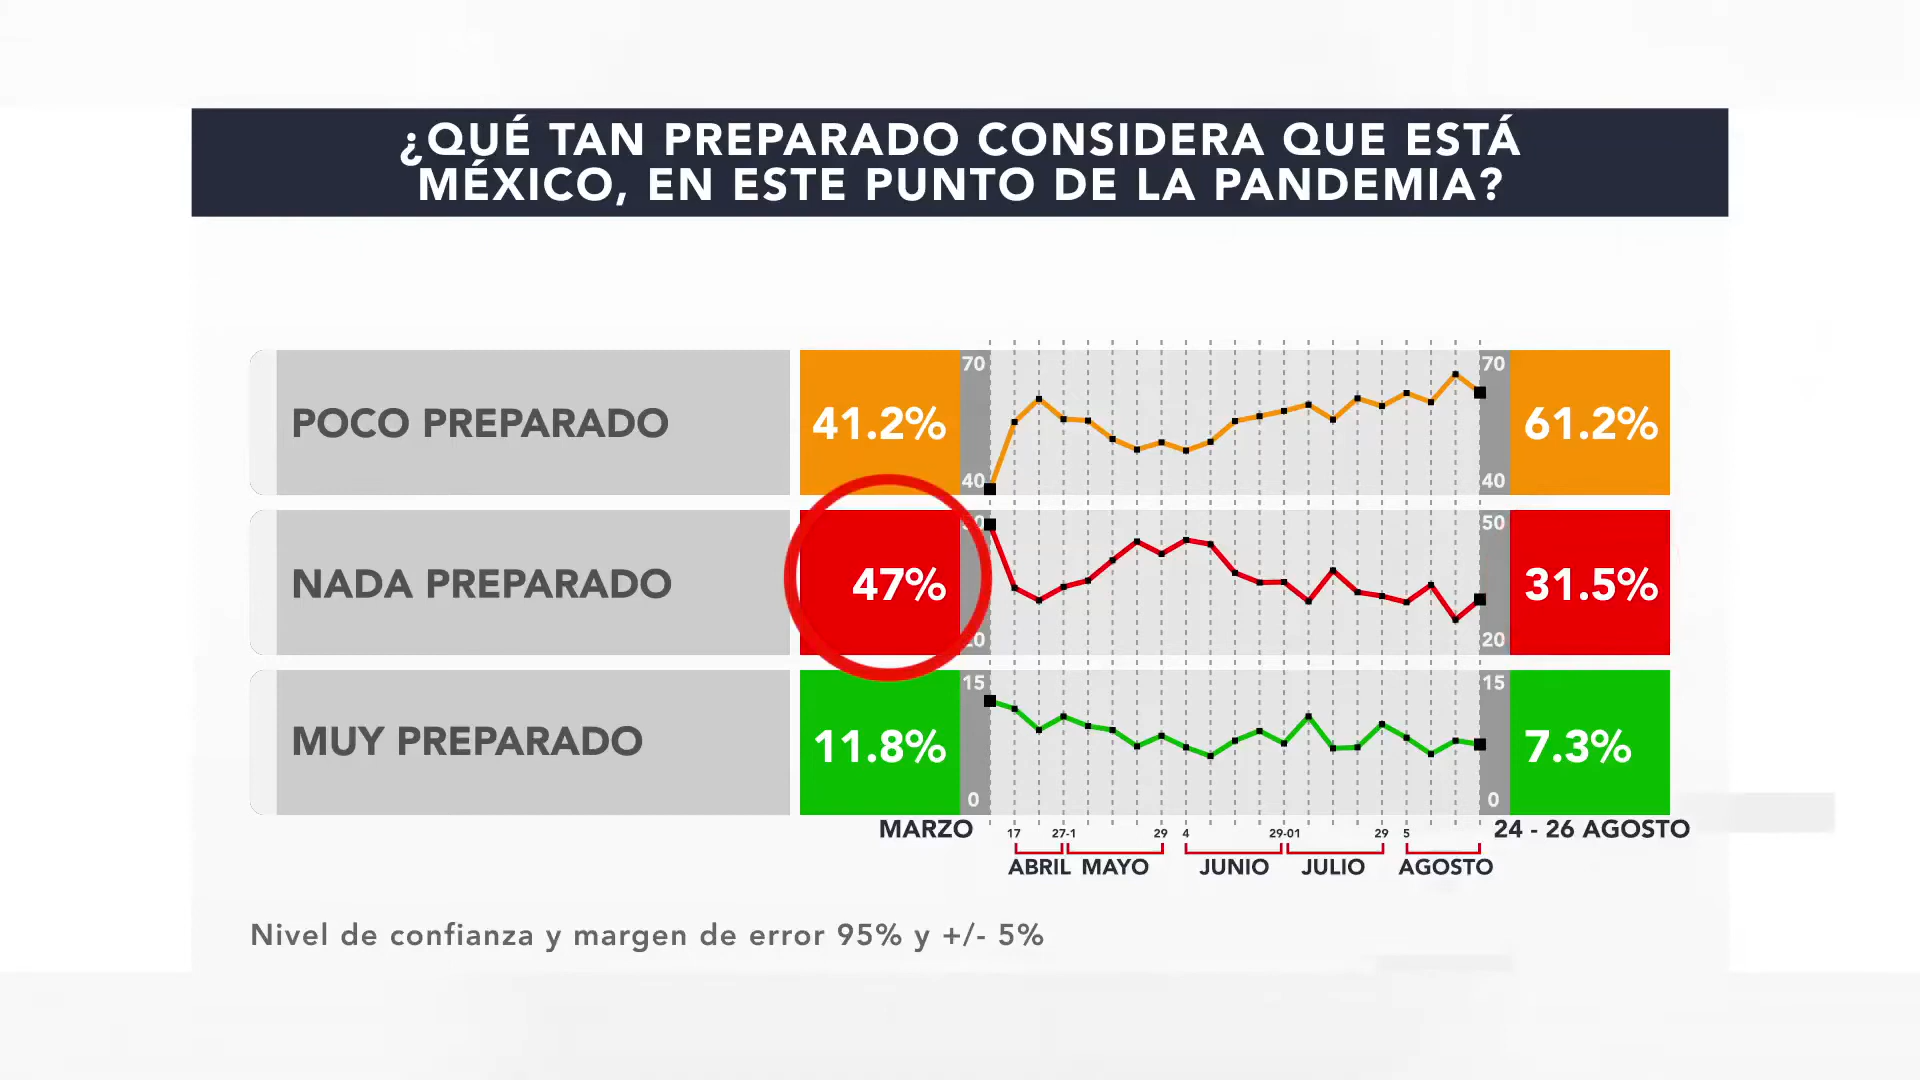 ¿QUÉ TAN PREPARADO CONSIDERA QUE ESTÁ
MÉXICO, EN ESTE PUNTO DE LA PANDEMIA?
POCO PREPARADO
41.2%
70
40
70
40
61.2%
NADA PREPARADO
47%
50
20
31.5%
MUY PREPARADO
11.8%
15
0
15
0
7.3%
MARZO
17
27-1
29
4
29-01
29
5
24 - 26 AGOSTO
ABRIL
MAYO
JUNIO
JULIO
AGOSTO
Nivel de confianza y margen de error 95% y +/- 5%